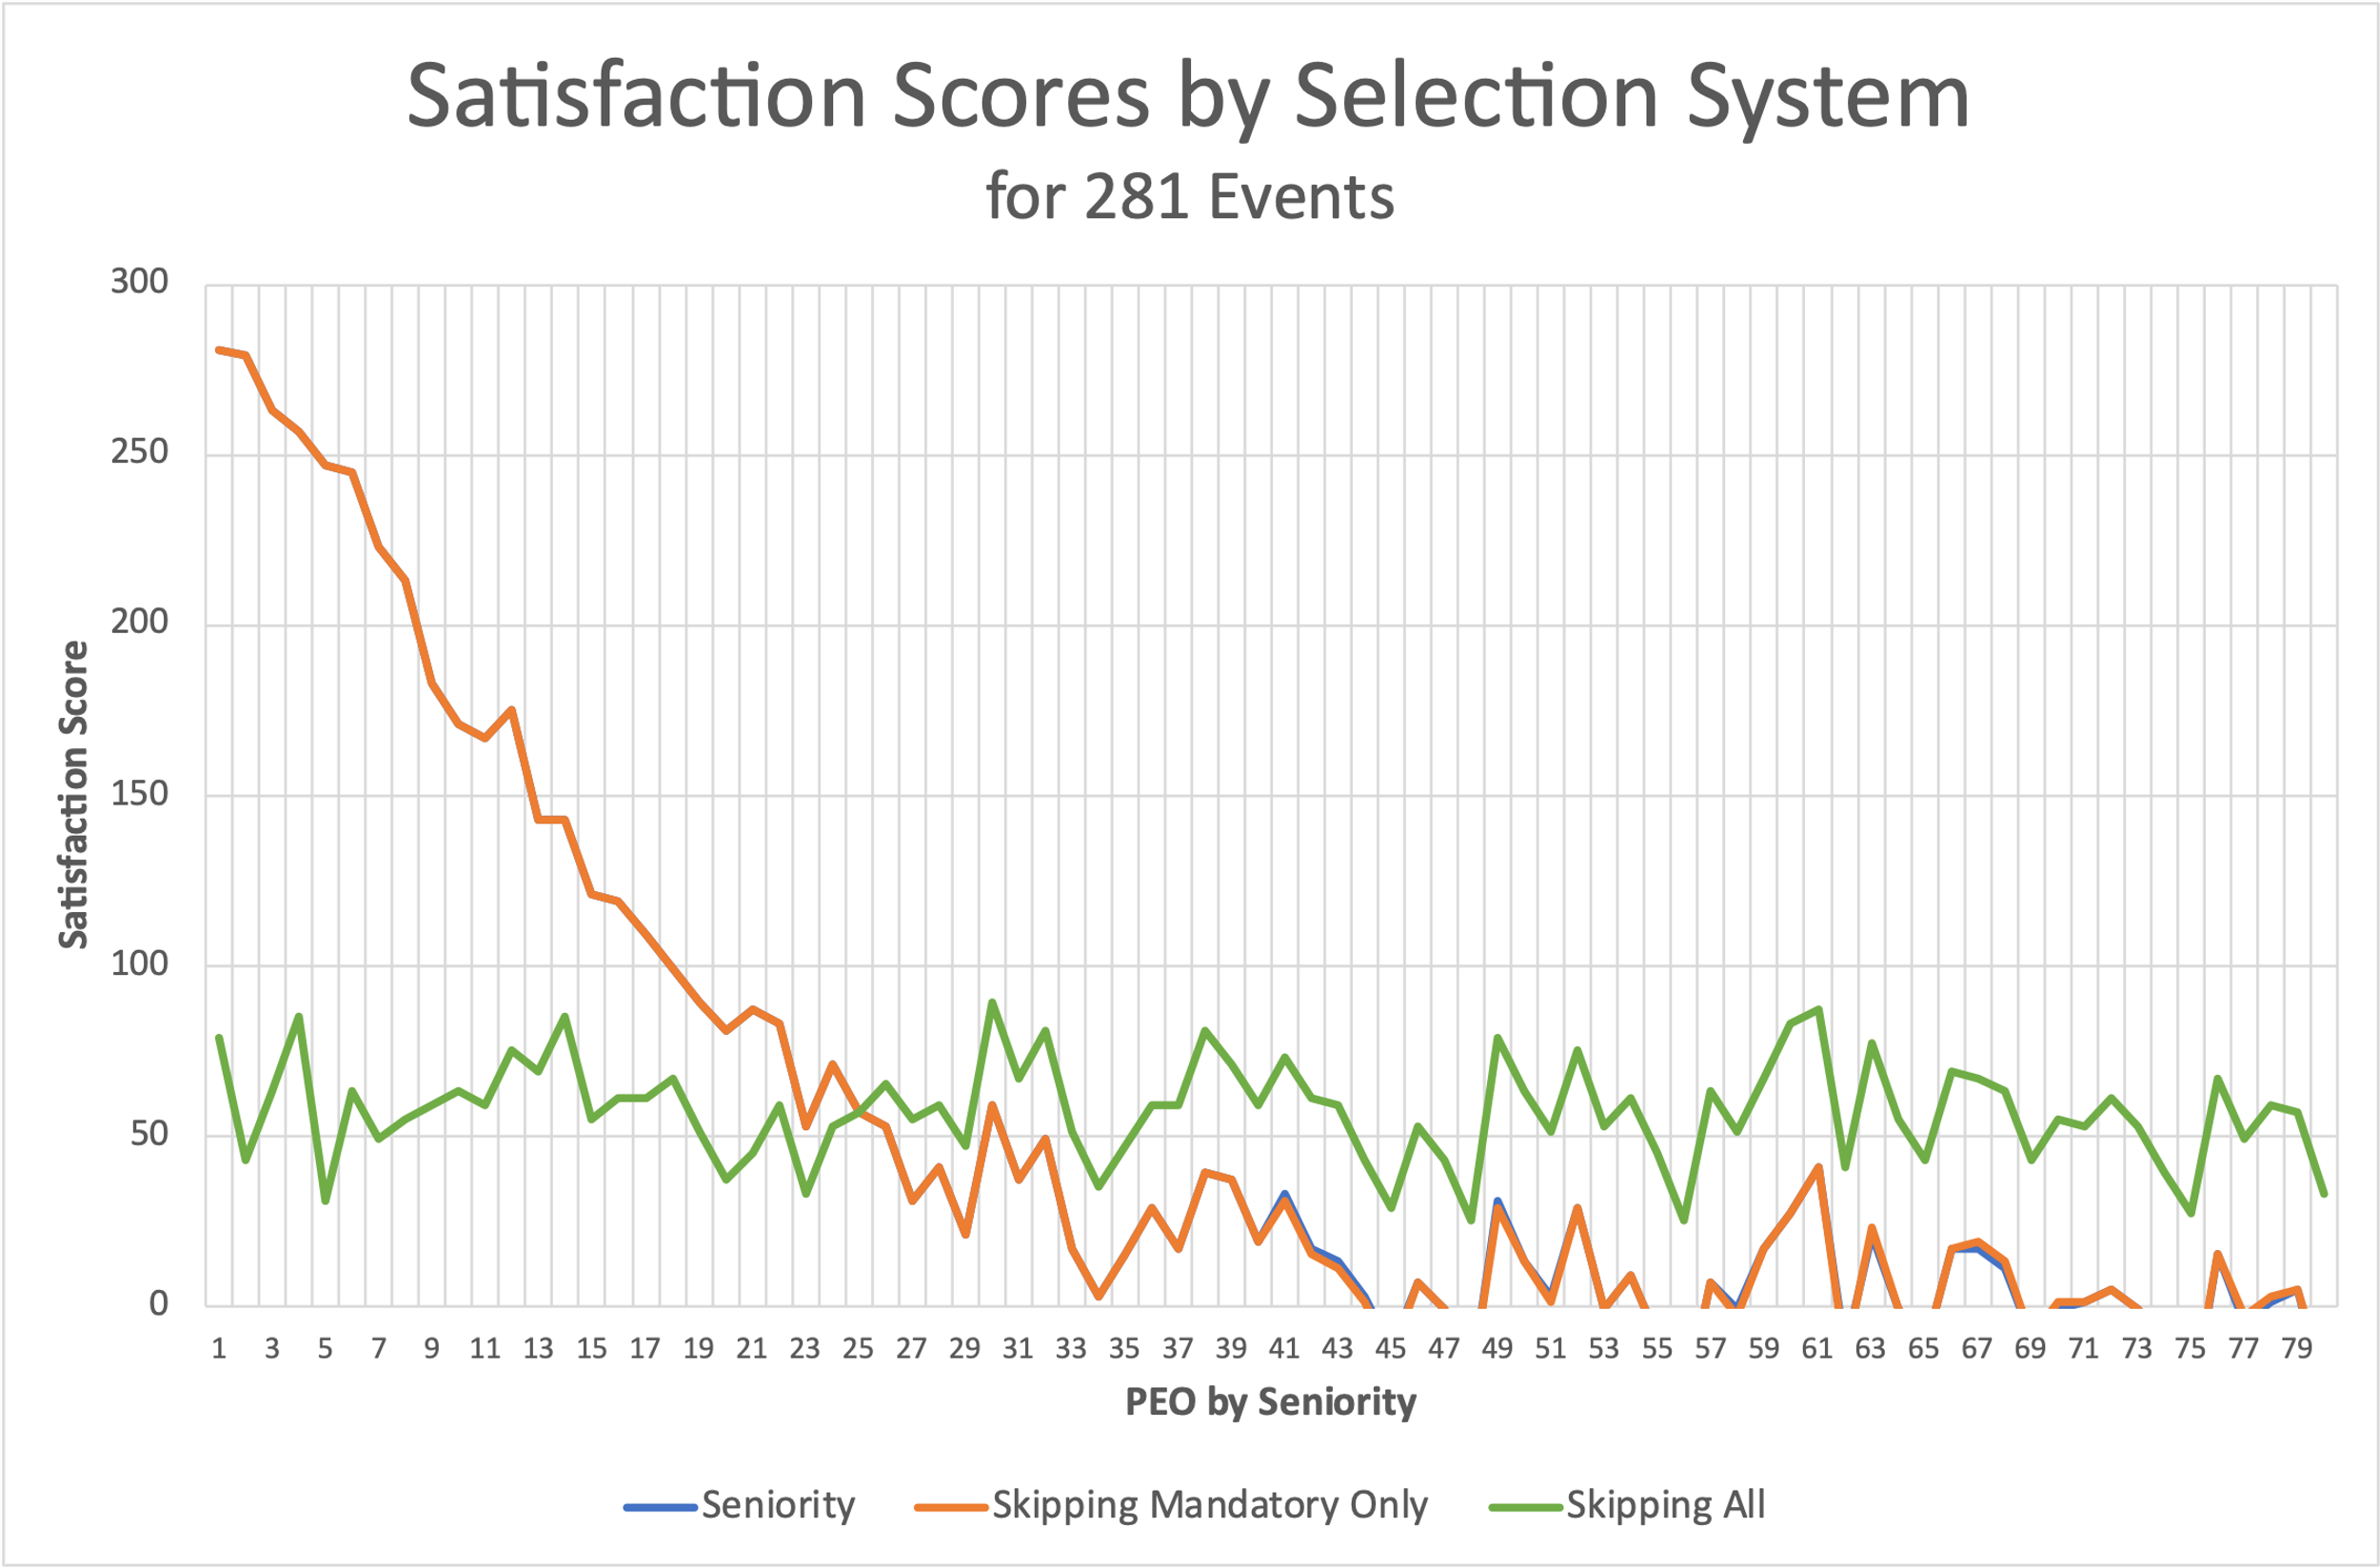 Satisfaction Scores by Selection System
for 281 Events
300
250
200
150
100
50
0
Satisfaction Score
1 3 5 7 9 11 13 15 17 19 21 23 25 27 29 31 33 35 37 39 41 43 45 47 49 51 53 55 57 59 61 63 65 67 69 71 73 75 77 79
PEO by Seniority
Seniority Skipping Mandatory Only Skipping All